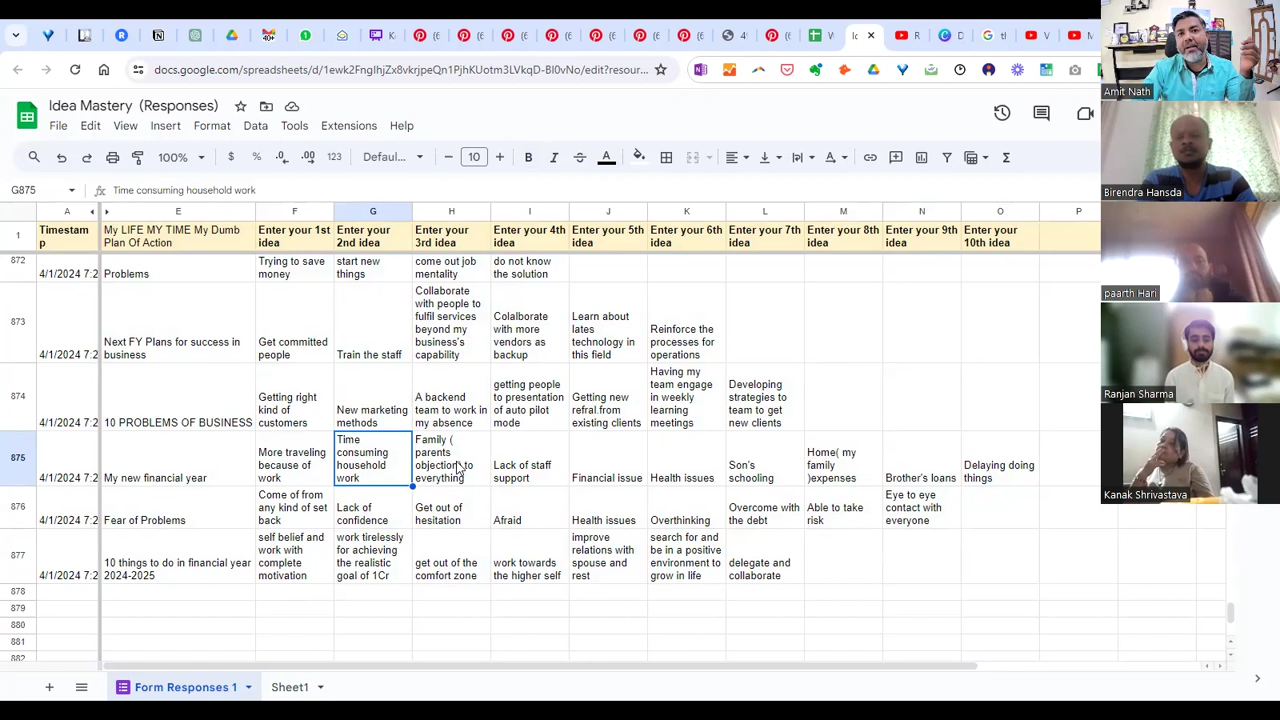 docs.google.com/spreadsheets/d/
Idea Mastery (Responses)
File Edit View Insert Format Data Tools Extensions Help
100% $ % .0 .00 123 Defaul... 10 B I A
G875 fx Time consuming household work
A E F G H I J K L M N O P
1 Timestamp My LIFE MY TIME My Dumb Plan Of Action Enter your 1st idea Enter your 2nd idea Enter your 3rd idea Enter your 4th idea Enter your 5th idea Enter your 6th idea Enter your 7th idea Enter your 8th idea Enter your 9th idea Enter your 10th idea
872 4/1/2024 7:2 Problems Trying to save money start new things come out job mentality do not know the solution
873 4/1/2024 7:2 Next FY Plans for success in business Get committed people Train the staff Collaborate with people to fulfil services beyond my business's capability Colalborate with more vendors as backup Learn about lates technology in this field Reinforce the processes for operations
874 4/1/2024 7:2 10 PROBLEMS OF BUSINESS Getting right kind of customers New marketing methods A backend team to work in my absence getting people to presentation of auto pilot mode Getting new refral.from existing clients Having my team engage in weekly learning meetings Developing strategies to team to get new clients
875 4/1/2024 7:2 My new financial year More traveling because of work Time consuming household work Family ( parents objection to everything Lack of staff support Financial issue Health issues Son's schooling Home( my family )expenses Brother's loans Delaying doing things
876 4/1/2024 7:2 Fear of Problems Come of from any kind of set back Lack of confidence Get out of hesitation Afraid Health issues Overthinking Overcome with the debt Able to take risk Eye to eye contact with everyone
877 4/1/2024 7:2 10 things to do in financial year 2024-2025 self belief and work with complete motivation work tirelessly for achieving the realistic goal of 1Cr get out of the comfort zone work towards the higher self improve relations with spouse and rest search for and be in a positive environment to grow in life delegate and collaborate
878
879
880
881
882
Form Responses 1 Sheet1
Amit Nath
Birendra Hansda
paarth Hari
Ranjan Sharma
Kanak Shrivastava